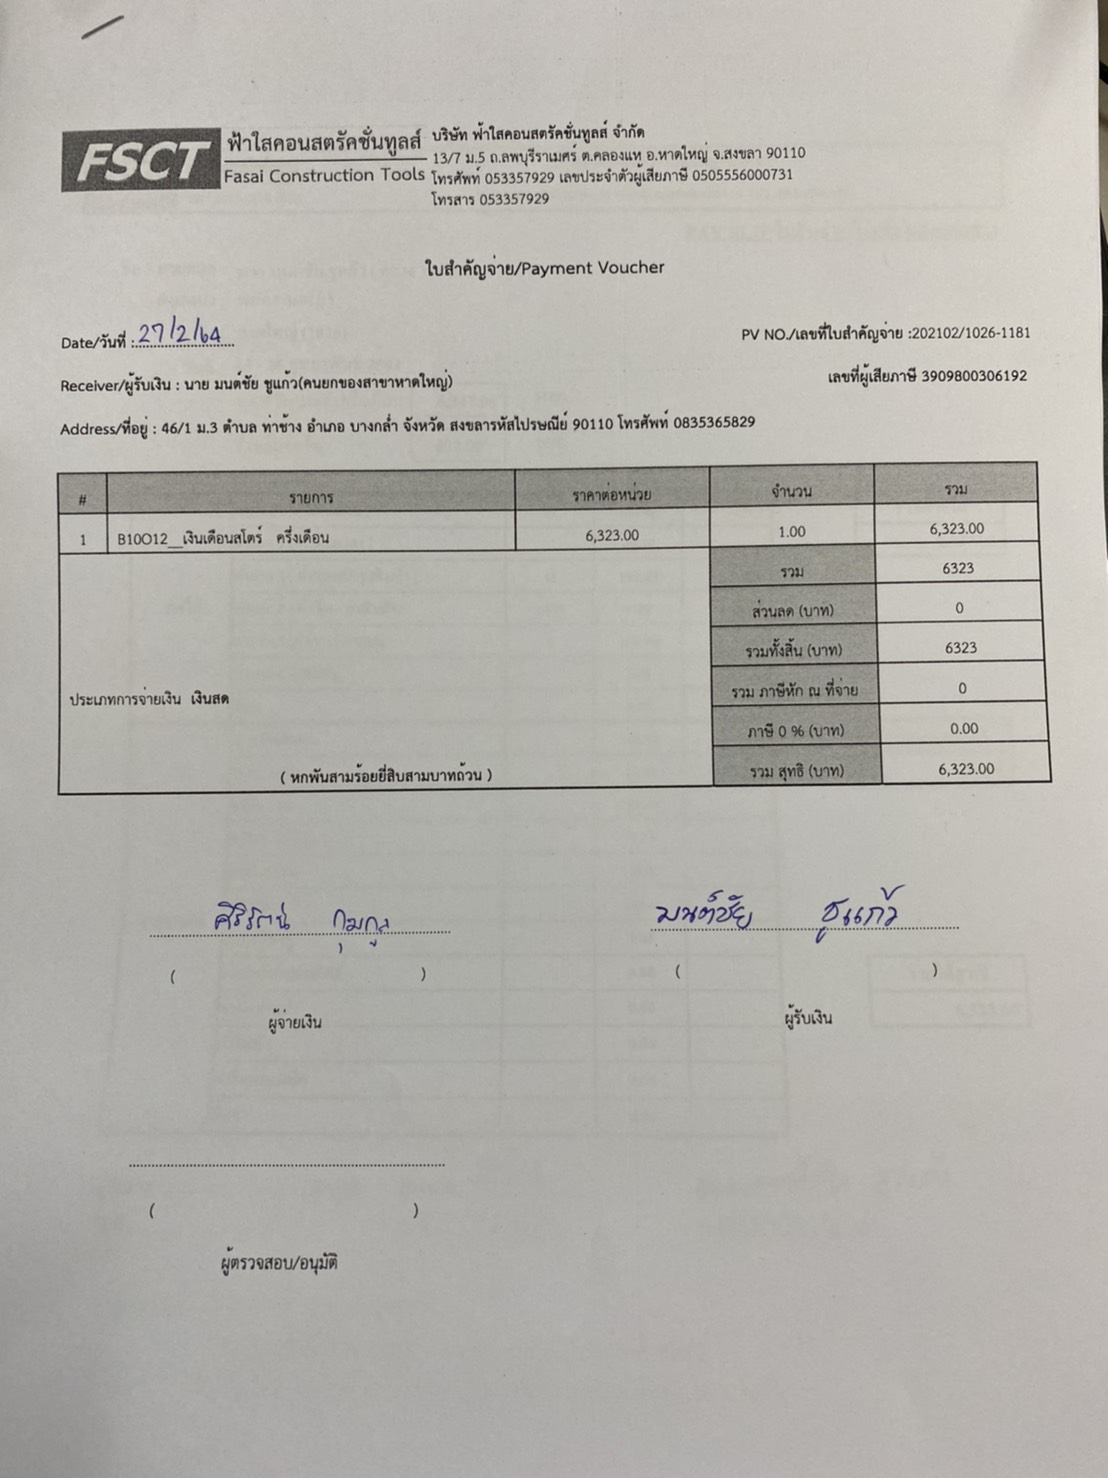 FSCT ฟ้าใสคอนสตรัคชั่นทูลส์
Fasai Construction Tools
บริษัท ฟ้าใสคอนสตรัคชั่นทูลส์ จำกัด
13/7 ม.5 ถ.ลพบุรีราเมศร์ ต.คลองแห อ.หาดใหญ่ จ.สงขลา 90110
โทรศัพท์ 053357929 เลขประจำตัวผู้เสียภาษี 0505556000731
โทรสาร 053357929
ใบสำคัญจ่าย/Payment Voucher
Date/วันที่ : 27/2/64
PV NO./เลขที่ใบสำคัญจ่าย :202102/1026-1181
Receiver/ผู้รับเงิน : นาย มนต์ชัย ชูแก้ว(คนยกของสาขาหาดใหญ่)
เลขที่ผู้เสียภาษี 3909800306192
Address/ที่อยู่ : 46/1 ม.3 ตำบล ท่าช้าง อำเภอ บางกล่ำ จังหวัด สงขลารหัสไปรษณีย์ 90110 โทรศัพท์ 0835365829
# รายการ ราคาต่อหน่วย จำนวน รวม
1 B10O12__เงินเดือนสโตร์ ครึ่งเดือน 6,323.00 1.00 6,323.00
รวม 6323
ส่วนลด (บาท) 0
รวมทั้งสิ้น (บาท) 6323
รวม ภาษีหัก ณ ที่จ่าย 0
ประเภทการจ่ายเงิน เงินสด
ภาษี 0 % (บาท) 0.00
( หกพันสามร้อยยี่สิบสามบาทถ้วน )
รวม สุทธิ (บาท) 6,323.00
ศิริรัตน์ มนต์ชัย ชูแก้ว
( ) ( )
ผู้จ่ายเงิน ผู้รับเงิน
( )
ผู้ตรวจสอบ/อนุมัติ